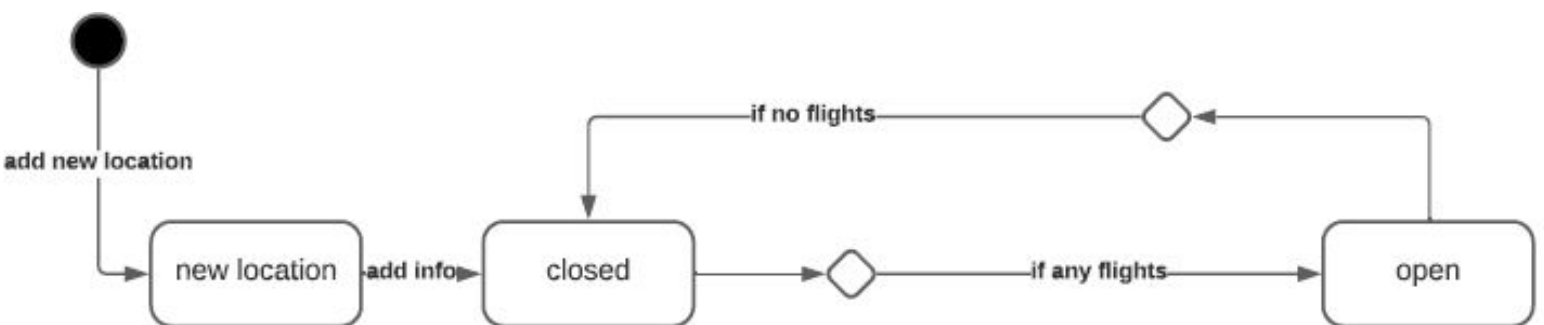 if no flights
add new location
new location
add info
closed
if any flights
open